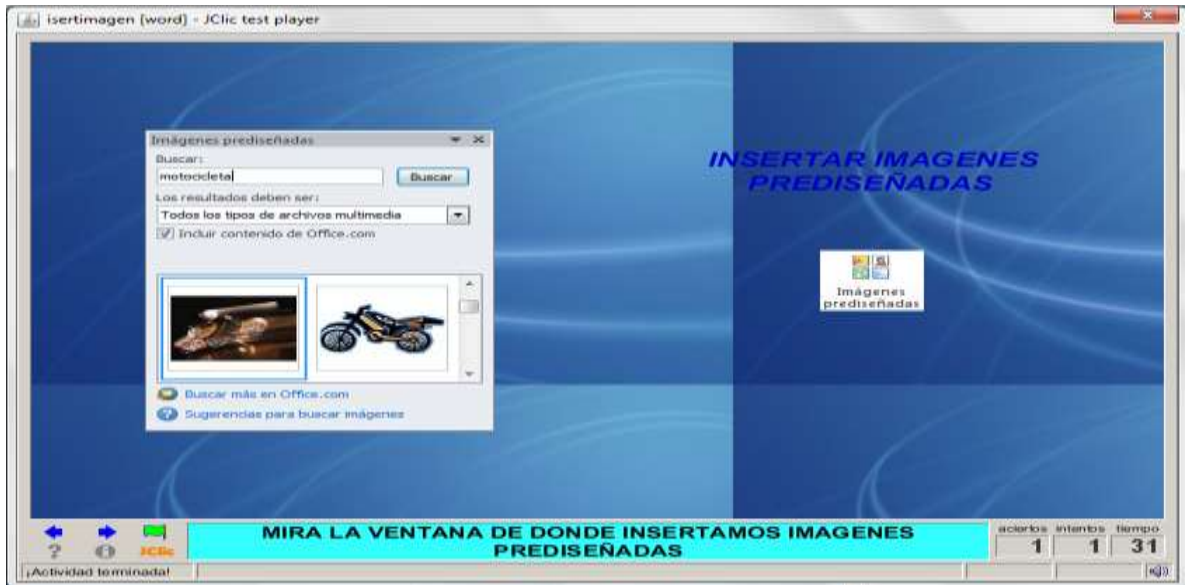 isertimagen (word) - JClic test player
Imágenes prediseñadas
Buscar:
motocicleta
Buscar
Los resultados deben ser:
Todos los tipos de archivos multimedia
Incluir contenido de Office.com
Buscar más en Office.com
Sugerencias para buscar imágenes
INSERTAR IMAGENES
PREDISEÑADAS
Imágenes
prediseñadas
JClic
MIRA LA VENTANA DE DONDE INSERTAMOS IMAGENES
PREDISEÑADAS
aciertos intentos tiempo
1 1 31
¡Actividad terminada!